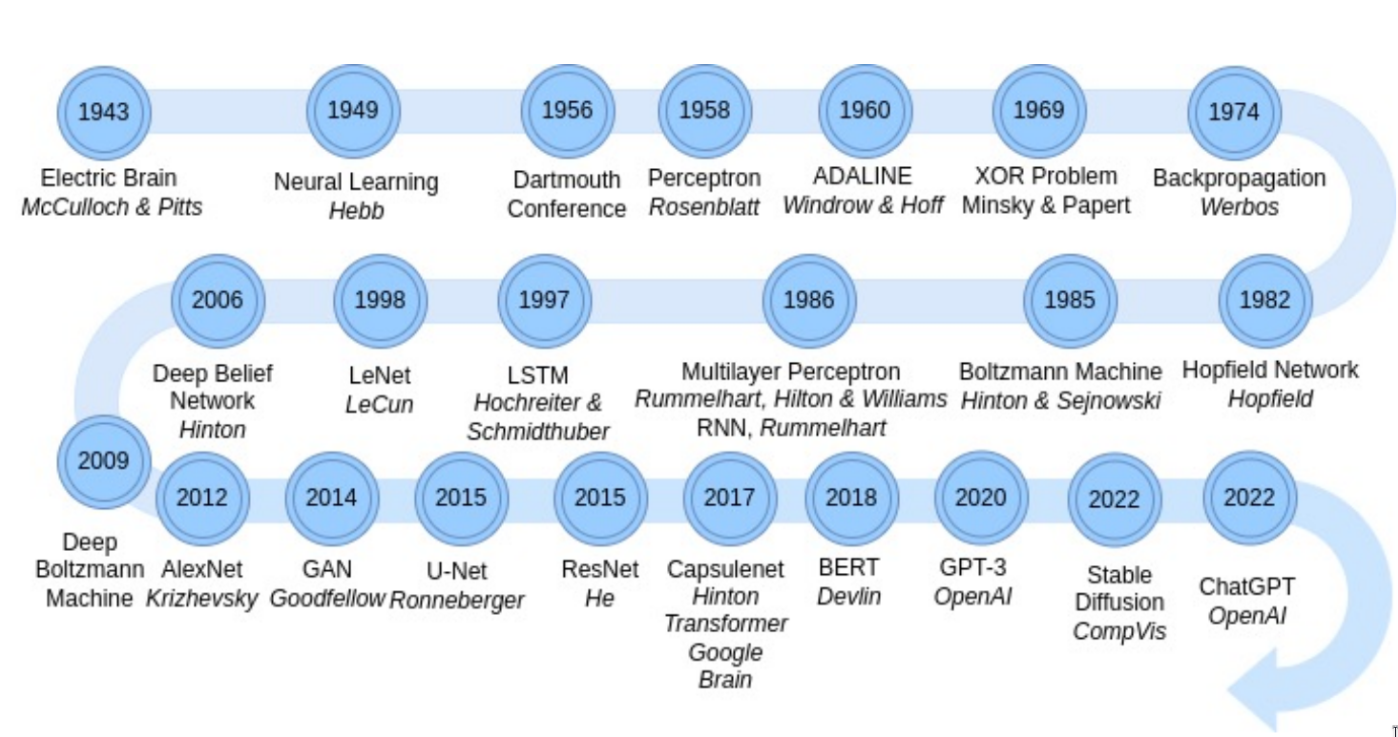 1943
Electric Brain
McCulloch & Pitts
1949
Neural Learning
Hebb
1956
Dartmouth
Conference
1958
Perceptron
Rosenblatt
1960
ADALINE
Windrow & Hoff
1969
XOR Problem
Minsky & Papert
1974
Backpropagation
Werbos
1982
Hopfield Network
Hopfield
1985
Boltzmann Machine
Hinton & Sejnowski
1986
Multilayer Perceptron
Rummelhart, Hilton & Williams
RNN, Rummelhart
1997
LSTM
Hochreiter &
Schmidthuber
1998
LeNet
LeCun
2006
Deep Belief
Network
Hinton
2009
Deep
Boltzmann
Machine
2012
AlexNet
Krizhevsky
2014
GAN
Goodfellow
2015
U-Net
Ronneberger
2015
ResNet
He
2017
Capsulenet
Hinton
Transformer
Google
Brain
2018
BERT
Devlin
2020
GPT-3
OpenAI
2022
Stable
Diffusion
CompVis
2022
ChatGPT
OpenAI